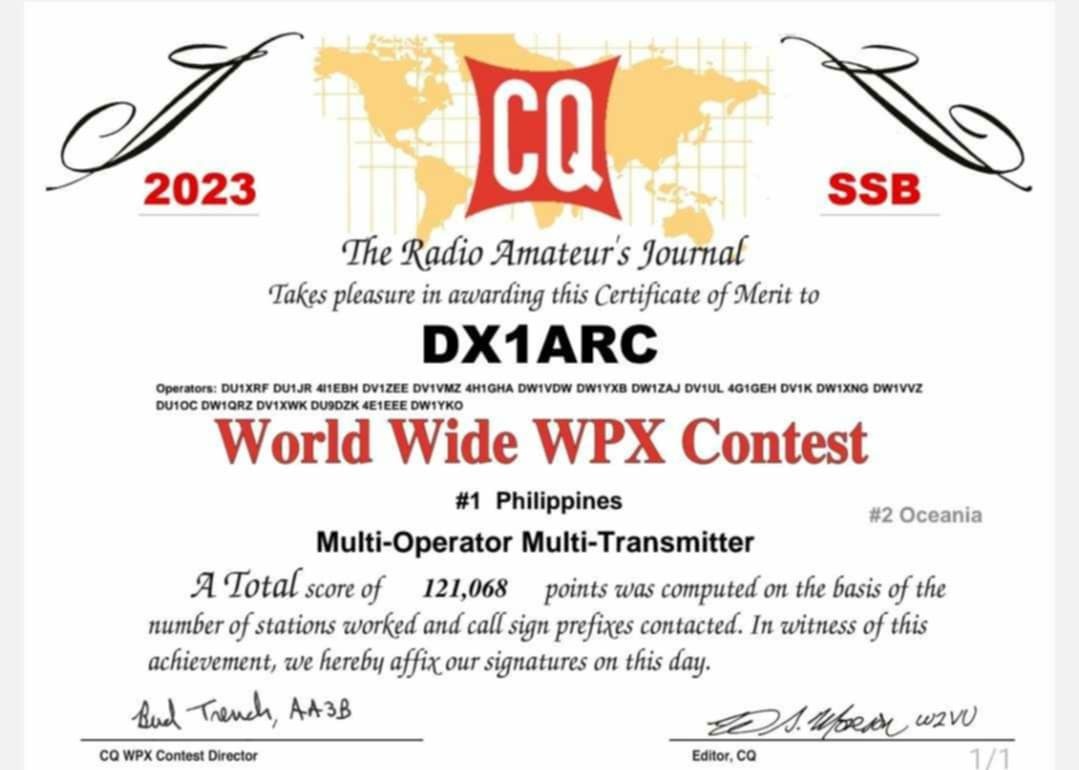 CQ
2023
SSB
The Radio Amateur's Journal
Takes pleasure in awarding this Certificate of Merit to
DX1ARC
Operators: DU1XRF DU1JR 4I1EBH DV1ZEE DV1VMZ 4H1GHA DW1VDW DW1YXB DW1ZAJ DV1UL 4G1GEH DV1K DW1XNG DW1VVZ
DU1OC DW1QRZ DV1XWK DU9DZK 4E1EEE DW1YKO
World Wide WPX Contest
#1 Philippines
#2 Oceania
Multi-Operator Multi-Transmitter
A Total score of 121,068 points was computed on the basis of the
number of stations worked and call sign prefixes contacted. In witness of this
achievement, we hereby affix our signatures on this day.
Bud Trench, AA3B
S. Moreson W2VU
CQ WPX Contest Director
Editor, CQ
1/1